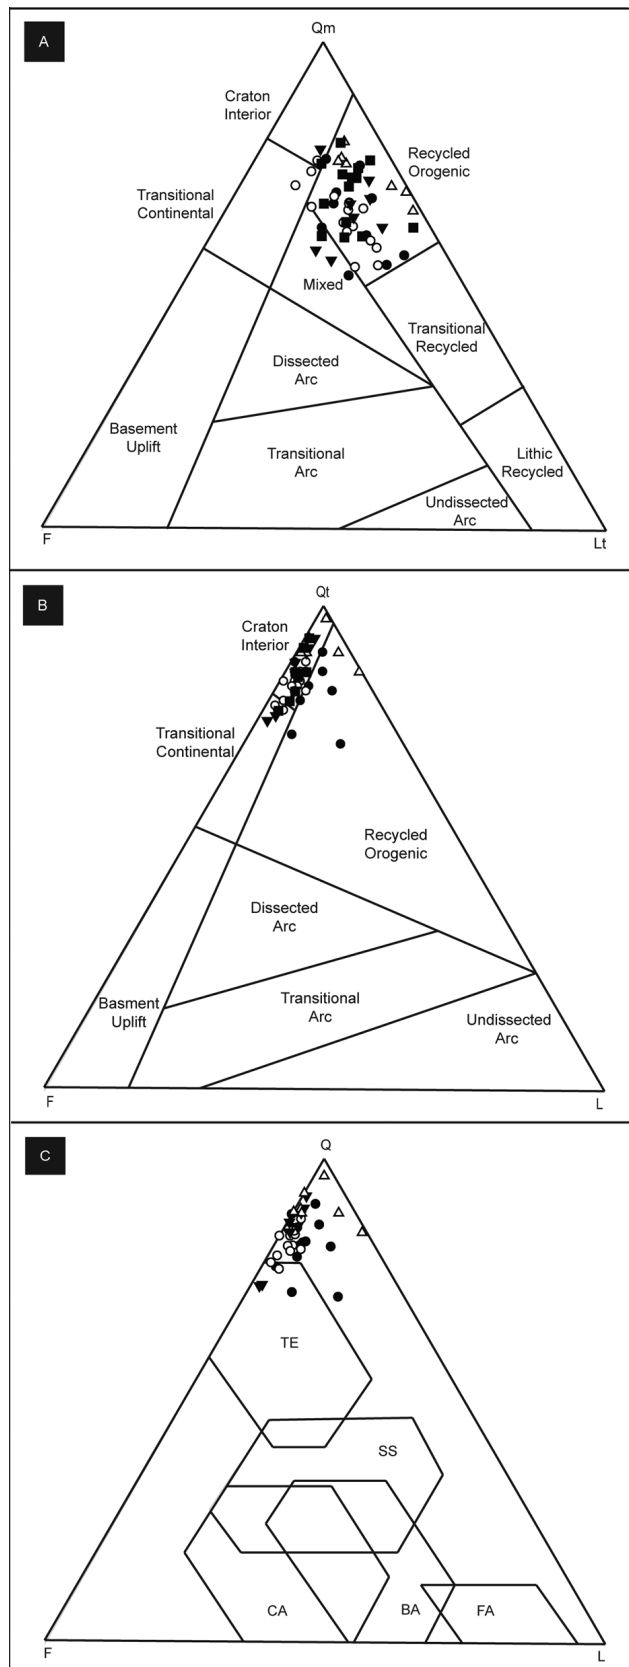 A
Qm
Craton
Interior
Recycled
Orogenic
Transitional
Continental
Mixed
Transitional
Recycled
Dissected
Arc
Basement
Uplift
Transitional
Arc
Lithic
Recycled
Undissected
Arc
F
Lt
B
Qt
Craton
Interior
Transitional
Continental
Recycled
Orogenic
Dissected
Arc
Basment
Uplift
Transitional
Arc
Undissected
Arc
F
L
C
Q
TE
SS
CA
BA
FA
F
L